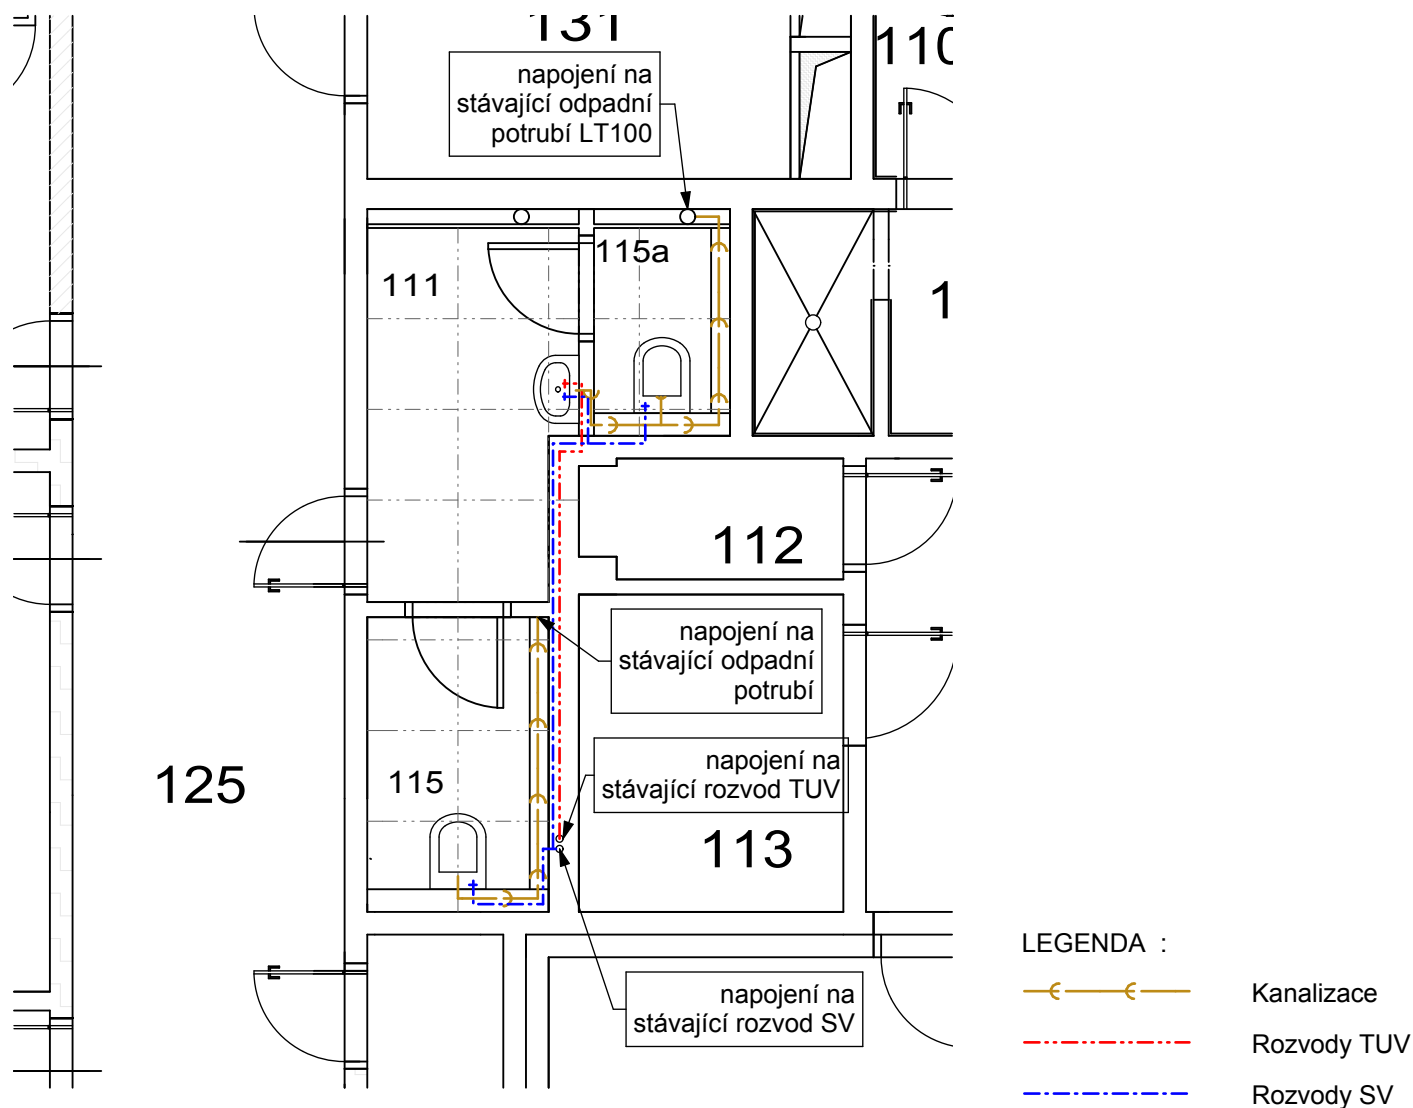 131
110
napojení na
stávající odpadní
potrubí LT100
115a
111
1
112
napojení na
stávající odpadní
potrubí
napojení na
stávající rozvod TUV
125
115
113
LEGENDA :
napojení na
stávající rozvod SV
Kanalizace
Rozvody TUV
Rozvody SV